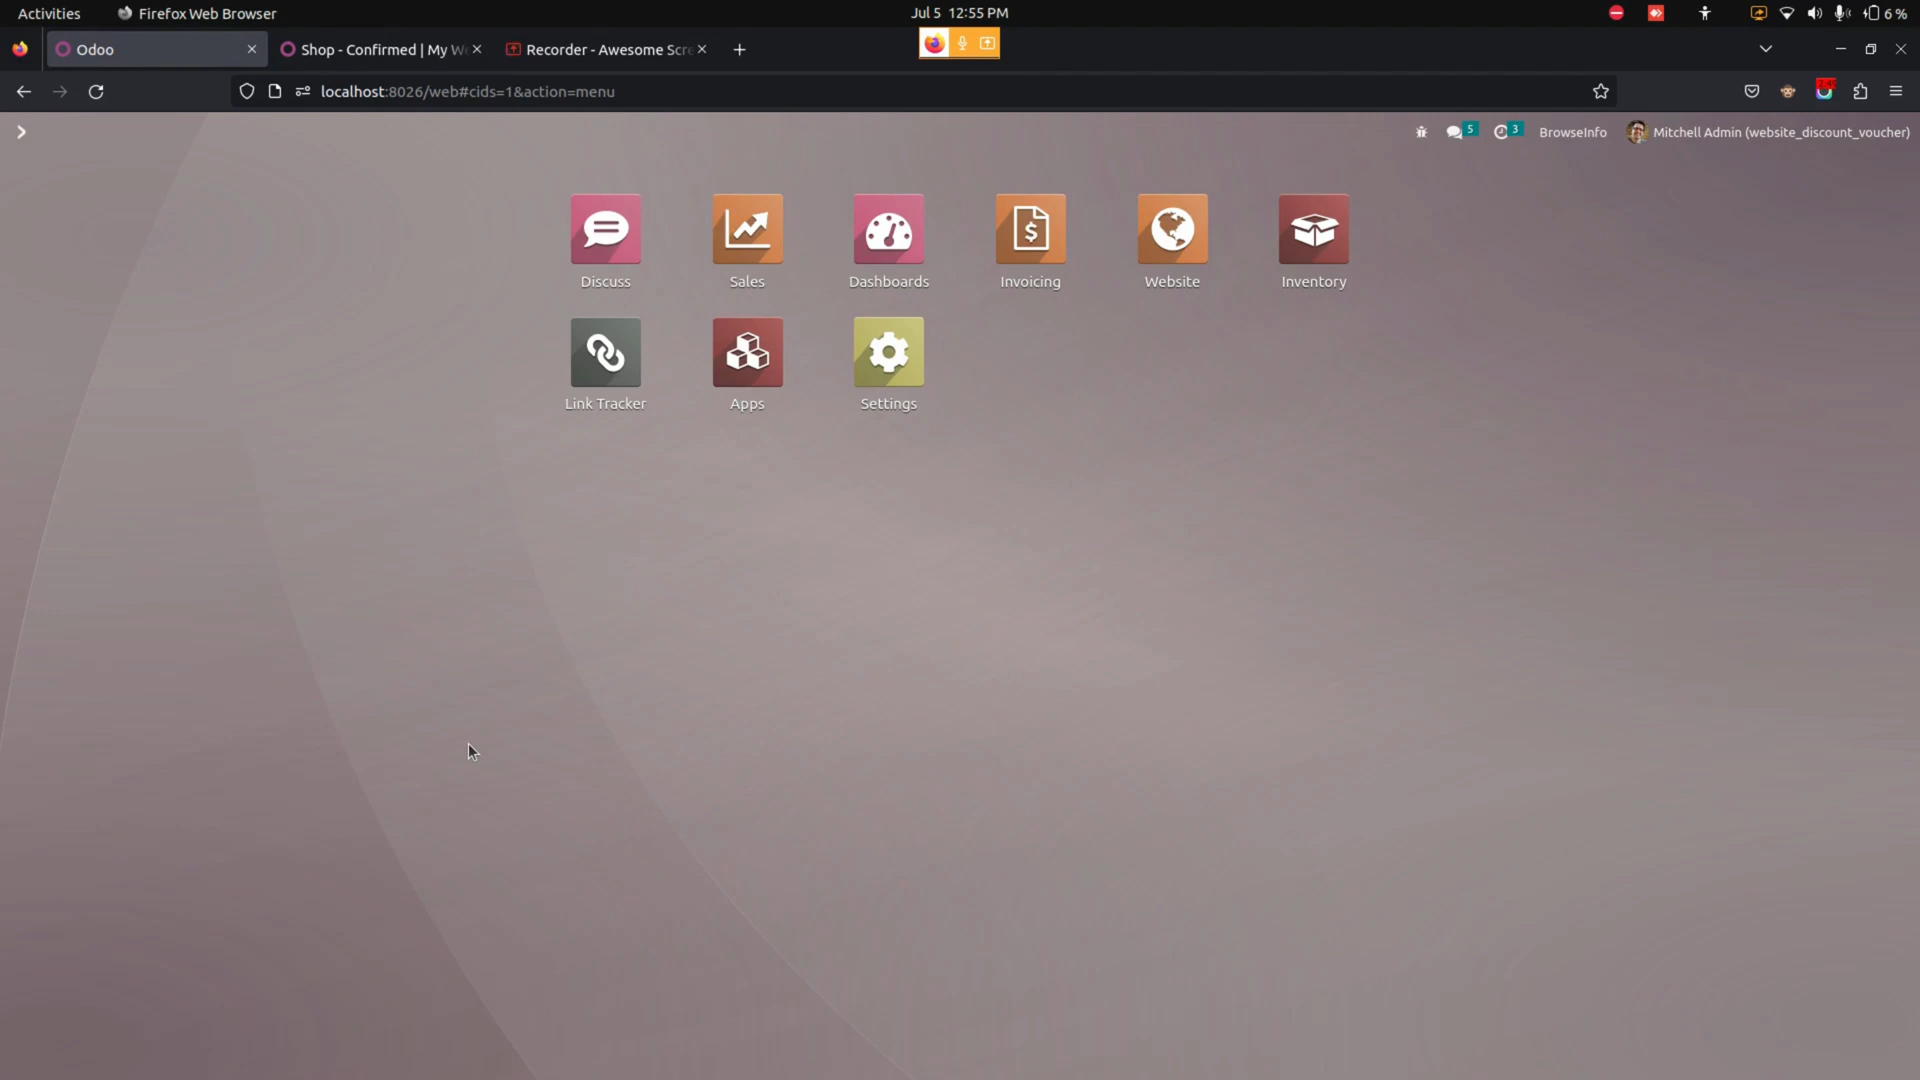 Activities Firefox Web Browser Jul 5 12:55 PM 6 %
Odoo Shop - Confirmed | My W Recorder - Awesome Scre
localhost:8026/web#cids=1&action=menu
5 3 BrowseInfo Mitchell Admin (website_discount_voucher)
Discuss Sales Dashboards Invoicing Website Inventory
Link Tracker Apps Settings